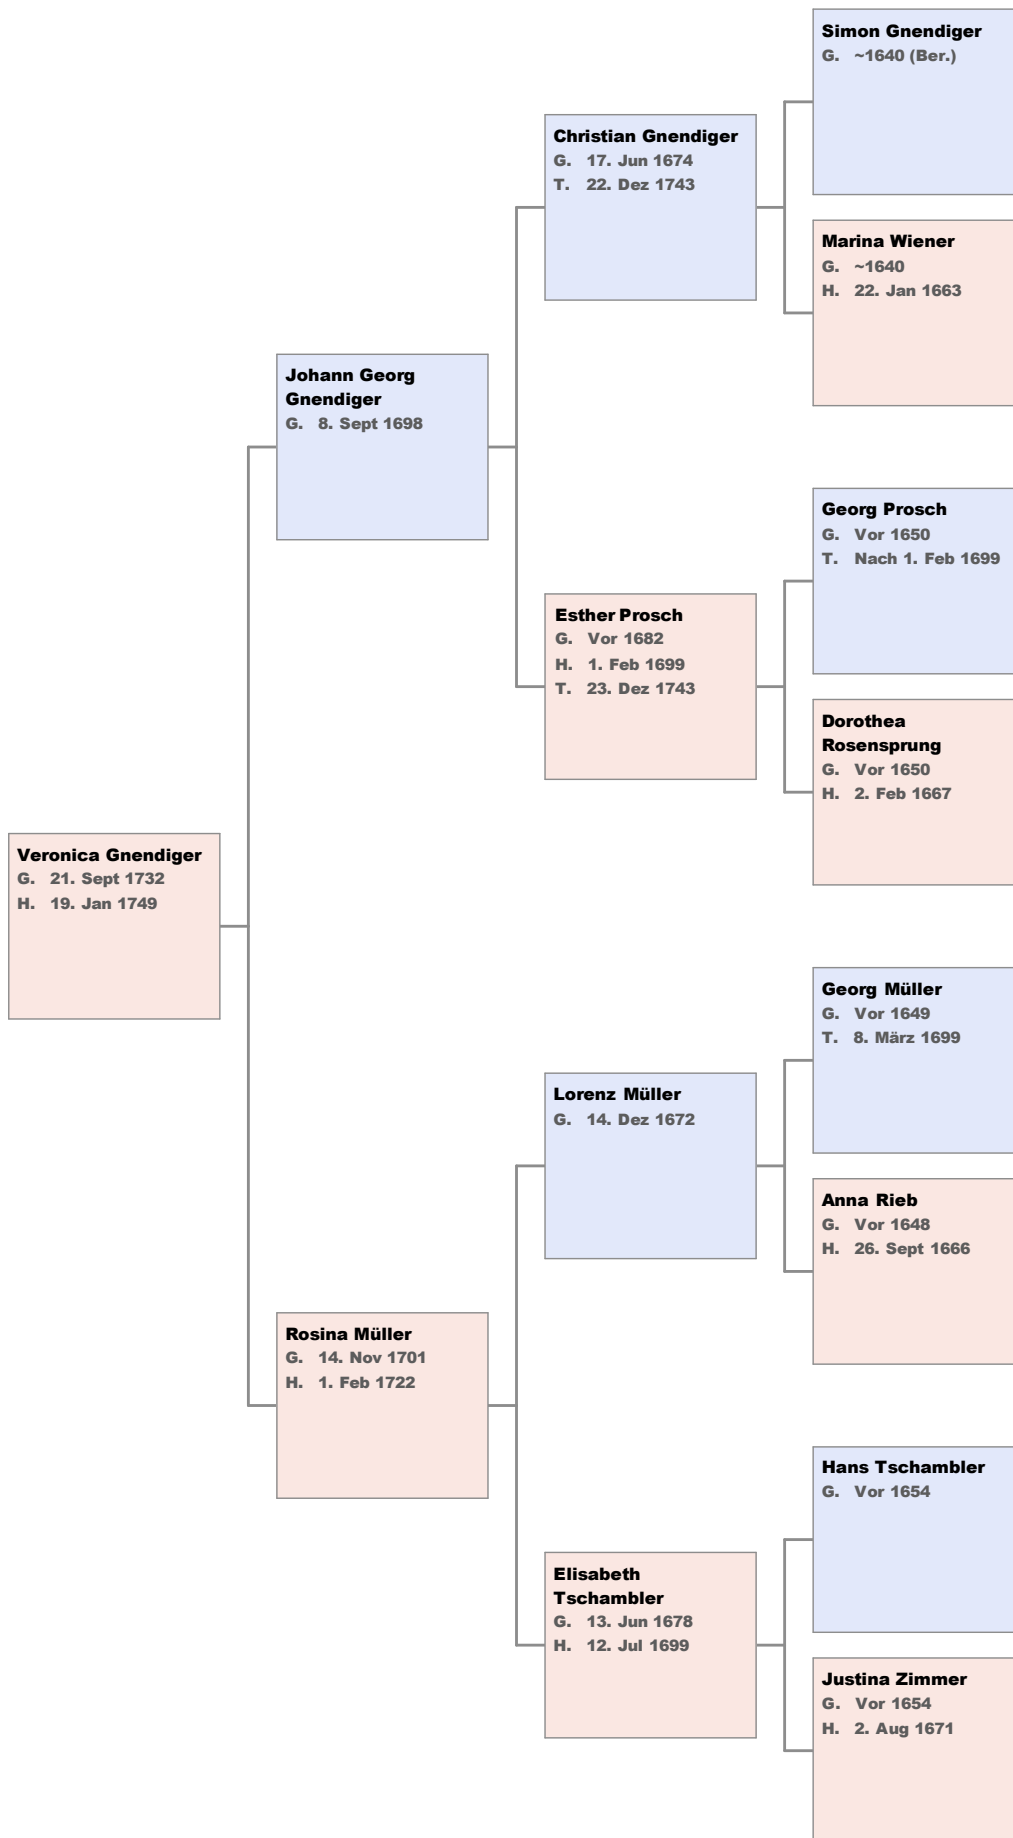 Simon Gnendiger
G. ~1640 (Ber.)
Christian Gnendiger
G. 17. Jun 1674
T. 22. Dez 1743
Marina Wiener
G. ~1640
H. 22. Jan 1663
Johann Georg
Gnendiger
G. 8. Sept 1698
Georg Prosch
G. Vor 1650
T. Nach 1. Feb 1699
Esther Prosch
G. Vor 1682
H. 1. Feb 1699
T. 23. Dez 1743
Dorothea
Rosensprung
G. Vor 1650
H. 2. Feb 1667
Veronica Gnendiger
G. 21. Sept 1732
H. 19. Jan 1749
Georg Müller
G. Vor 1649
T. 8. März 1699
Lorenz Müller
G. 14. Dez 1672
Anna Rieb
G. Vor 1648
H. 26. Sept 1666
Rosina Müller
G. 14. Nov 1701
H. 1. Feb 1722
Hans Tschambler
G. Vor 1654
Elisabeth
Tschambler
G. 13. Jun 1678
H. 12. Jul 1699
Justina Zimmer
G. Vor 1654
H. 2. Aug 1671